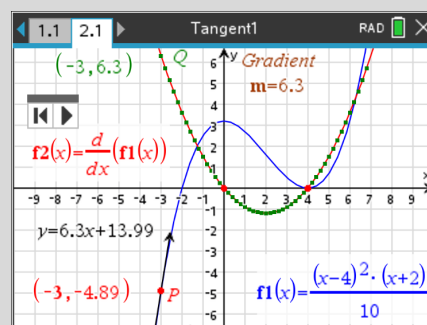 1.1 2.1 Tangent1 RAD
(-3,6.3) Q
y Gradient
m=6.3
f2(x)=d/dx(f1(x))
6
5
4
3
2
1
-9 -8 -7 -6 -5 -4 -3 -2 -1 1 2 3 4 5 6 7 8 9 x
-1
-2
-3
-4
-5
-6
y=6.3x+13.99
(-3,-4.89) P
f1(x)=(x-4)²·(x+2)/10